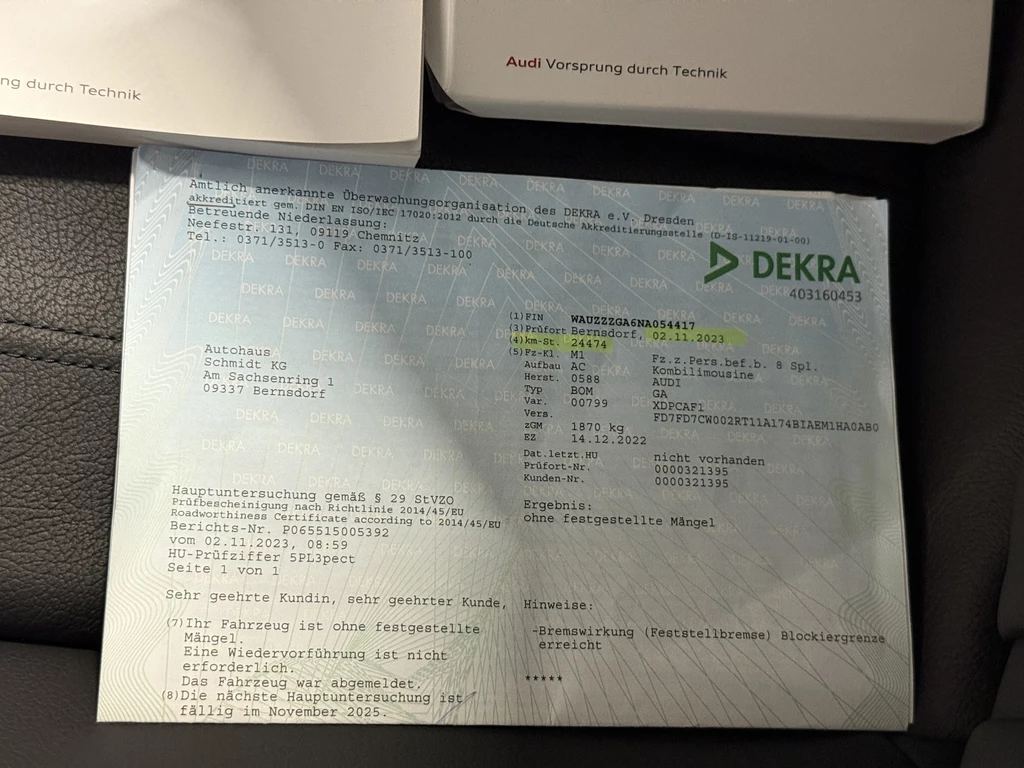 ng durch Technik
Audi Vorsprung durch Technik
Amtlich anerkannte Überwachungsorganisation des DEKRA e.V. Dresden
akkreditiert gem. DIN EN ISO/IEC 17020:2012 durch die Deutsche Akkreditierungsstelle (D-IS-11219-01-00)
Betreuende Niederlassung:
Neefestr. 131, 09119 Chemnitz
Tel.: 0371/3513-0 Fax: 0371/3513-100
DEKRA
403160453
Autohaus
Schmidt KG
Am Sachsenring 1
09337 Bernsdorf
(1) FIN WAUZZZGA6NA054417
(3) Prüfort Bernsdorf, 02.11.2023
(4) km-St. 24474
(5) Fz-Kl. M1 Fz.z.Pers.bef.b. 8 Spl.
Aufbau AC Kombilimousine
Herst. 0588 AUDI
Typ BOM GA
Var. 00799 XDPCAF1
Vers. FD7FD7CW002RT11A174BIAEM1HA0AB0
zGM 1870 kg
EZ 14.12.2022
Dat.letzt.HU nicht vorhanden
Prüfort-Nr. 0000321395
Kunden-Nr. 0000321395
Hauptuntersuchung gemäß § 29 StVZO
Prüfbescheinigung nach Richtlinie 2014/45/EU
Roadworthiness Certificate according to 2014/45/EU
Berichts-Nr. P065515005392
vom 02.11.2023, 08:59
HU-Prüfziffer 5PL3pect
Seite 1 von 1
Ergebnis:
ohne festgestellte Mängel
Sehr geehrte Kundin, sehr geehrter Kunde,
(7) Ihr Fahrzeug ist ohne festgestellte
Mängel.
Eine Wiedervorführung ist nicht
erforderlich.
Das Fahrzeug war abgemeldet.
(8) Die nächste Hauptuntersuchung ist
fällig im November 2025.
Hinweise:
-Bremswirkung (Feststellbremse) Blockiergrenze
erreicht
*****